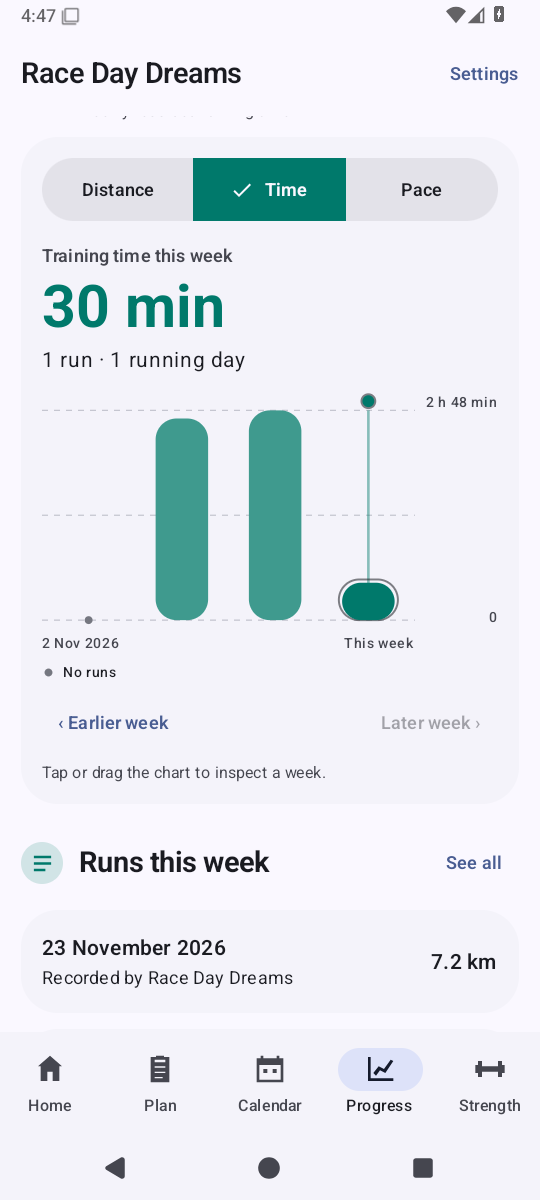 4:47
Race Day Dreams
Settings
Distance
Time
Pace
Training time this week
30 min
1 run · 1 running day
2 h 48 min
0
2 Nov 2026
This week
No runs
‹ Earlier week
Later week ›
Tap or drag the chart to inspect a week.
Runs this week
See all
23 November 2026
Recorded by Race Day Dreams
7.2 km
Home
Plan
Calendar
Progress
Strength